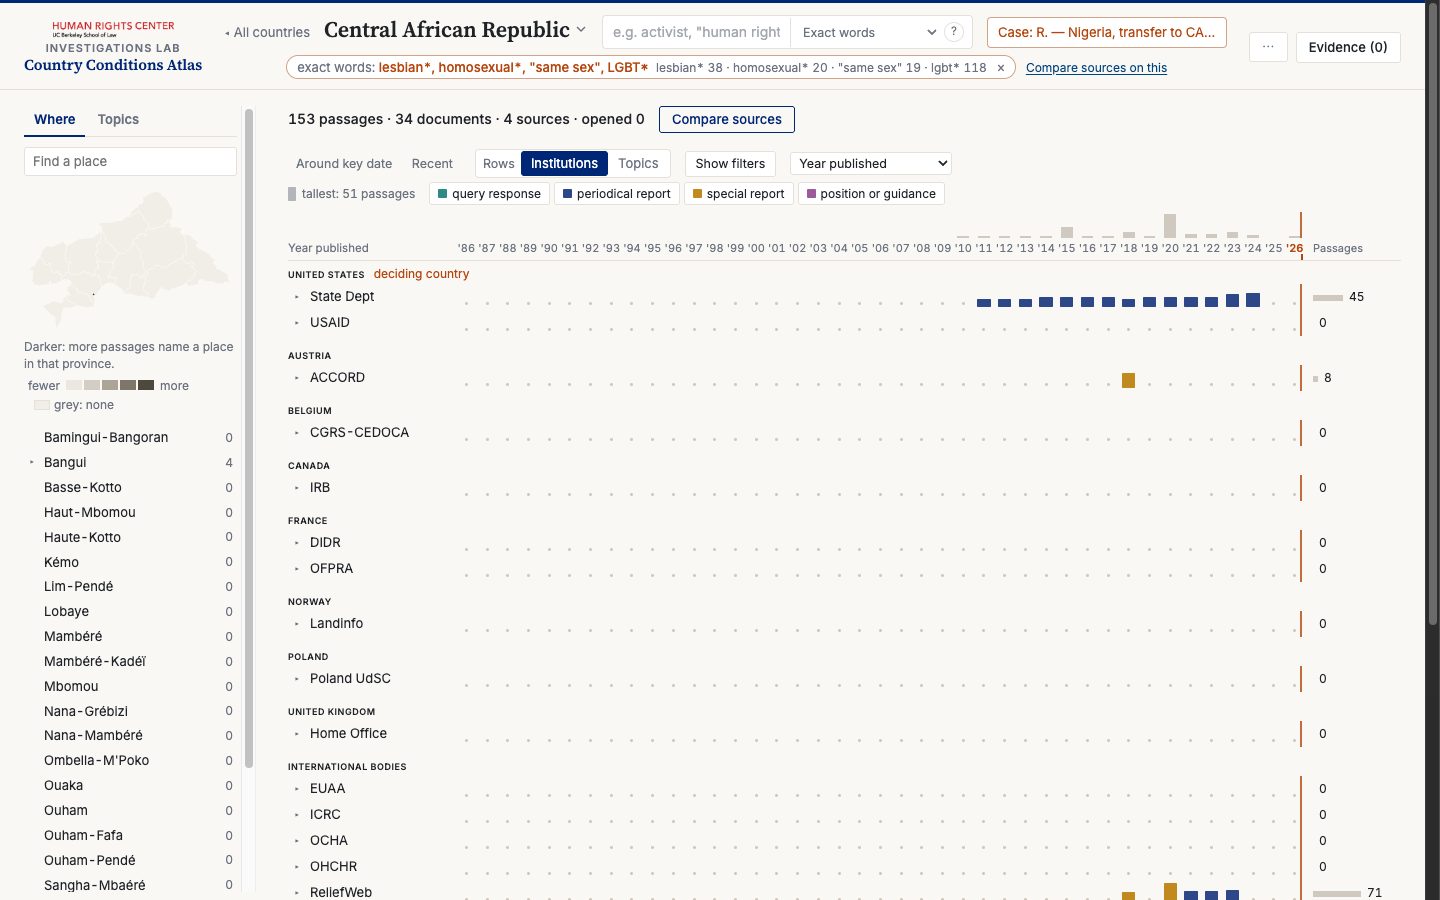 HUMAN RIGHTS CENTER
UC Berkeley School of Law
INVESTIGATIONS LAB
Country Conditions Atlas
◂ All countries
Central African Republic
e.g. activist, "human right
Exact words
?
Case: R. — Nigeria, transfer to CA...
...
Evidence (0)
exact words: lesbian*, homosexual*, "same sex", LGBT* lesbian* 38 · homosexual* 20 · "same sex" 19 · lgbt* 118 ×
Compare sources on this
Where
Topics
Find a place
Darker: more passages name a place
in that province.
fewer more
grey: none
Bamingui-Bangoran 0
Bangui 4
Basse-Kotto 0
Haut-Mbomou 0
Haute-Kotto 0
Kémo 0
Lim-Pendé 0
Lobaye 0
Mambéré 0
Mambéré-Kadéï 0
Mbomou 0
Nana-Grébizi 0
Nana-Mambéré 0
Ombella-M'Poko 0
Ouaka 0
Ouham 0
Ouham-Fafa 0
Ouham-Pendé 0
Sangha-Mbaéré 0
153 passages · 34 documents · 4 sources · opened 0
Compare sources
Around key date
Recent
Rows
Institutions
Topics
Show filters
Year published
tallest: 51 passages
query response
periodical report
special report
position or guidance
Year published '86 '87 '88 '89 '90 '91 '92 '93 '94 '95 '96 '97 '98 '99 '00 '01 '02 '03 '04 '05 '06 '07 '08 '09 '10 '11 '12 '13 '14 '15 '16 '17 '18 '19 '20 '21 '22 '23 '24 '25 '26 Passages
UNITED STATES deciding country
State Dept 45
USAID 0
AUSTRIA
ACCORD 8
BELGIUM
CGRS-CEDOCA 0
CANADA
IRB 0
FRANCE
DIDR 0
OFPRA 0
NORWAY
Landinfo 0
POLAND
Poland UdSC 0
UNITED KINGDOM
Home Office 0
INTERNATIONAL BODIES
EUAA 0
ICRC 0
OCHA 0
OHCHR 0
ReliefWeb 71